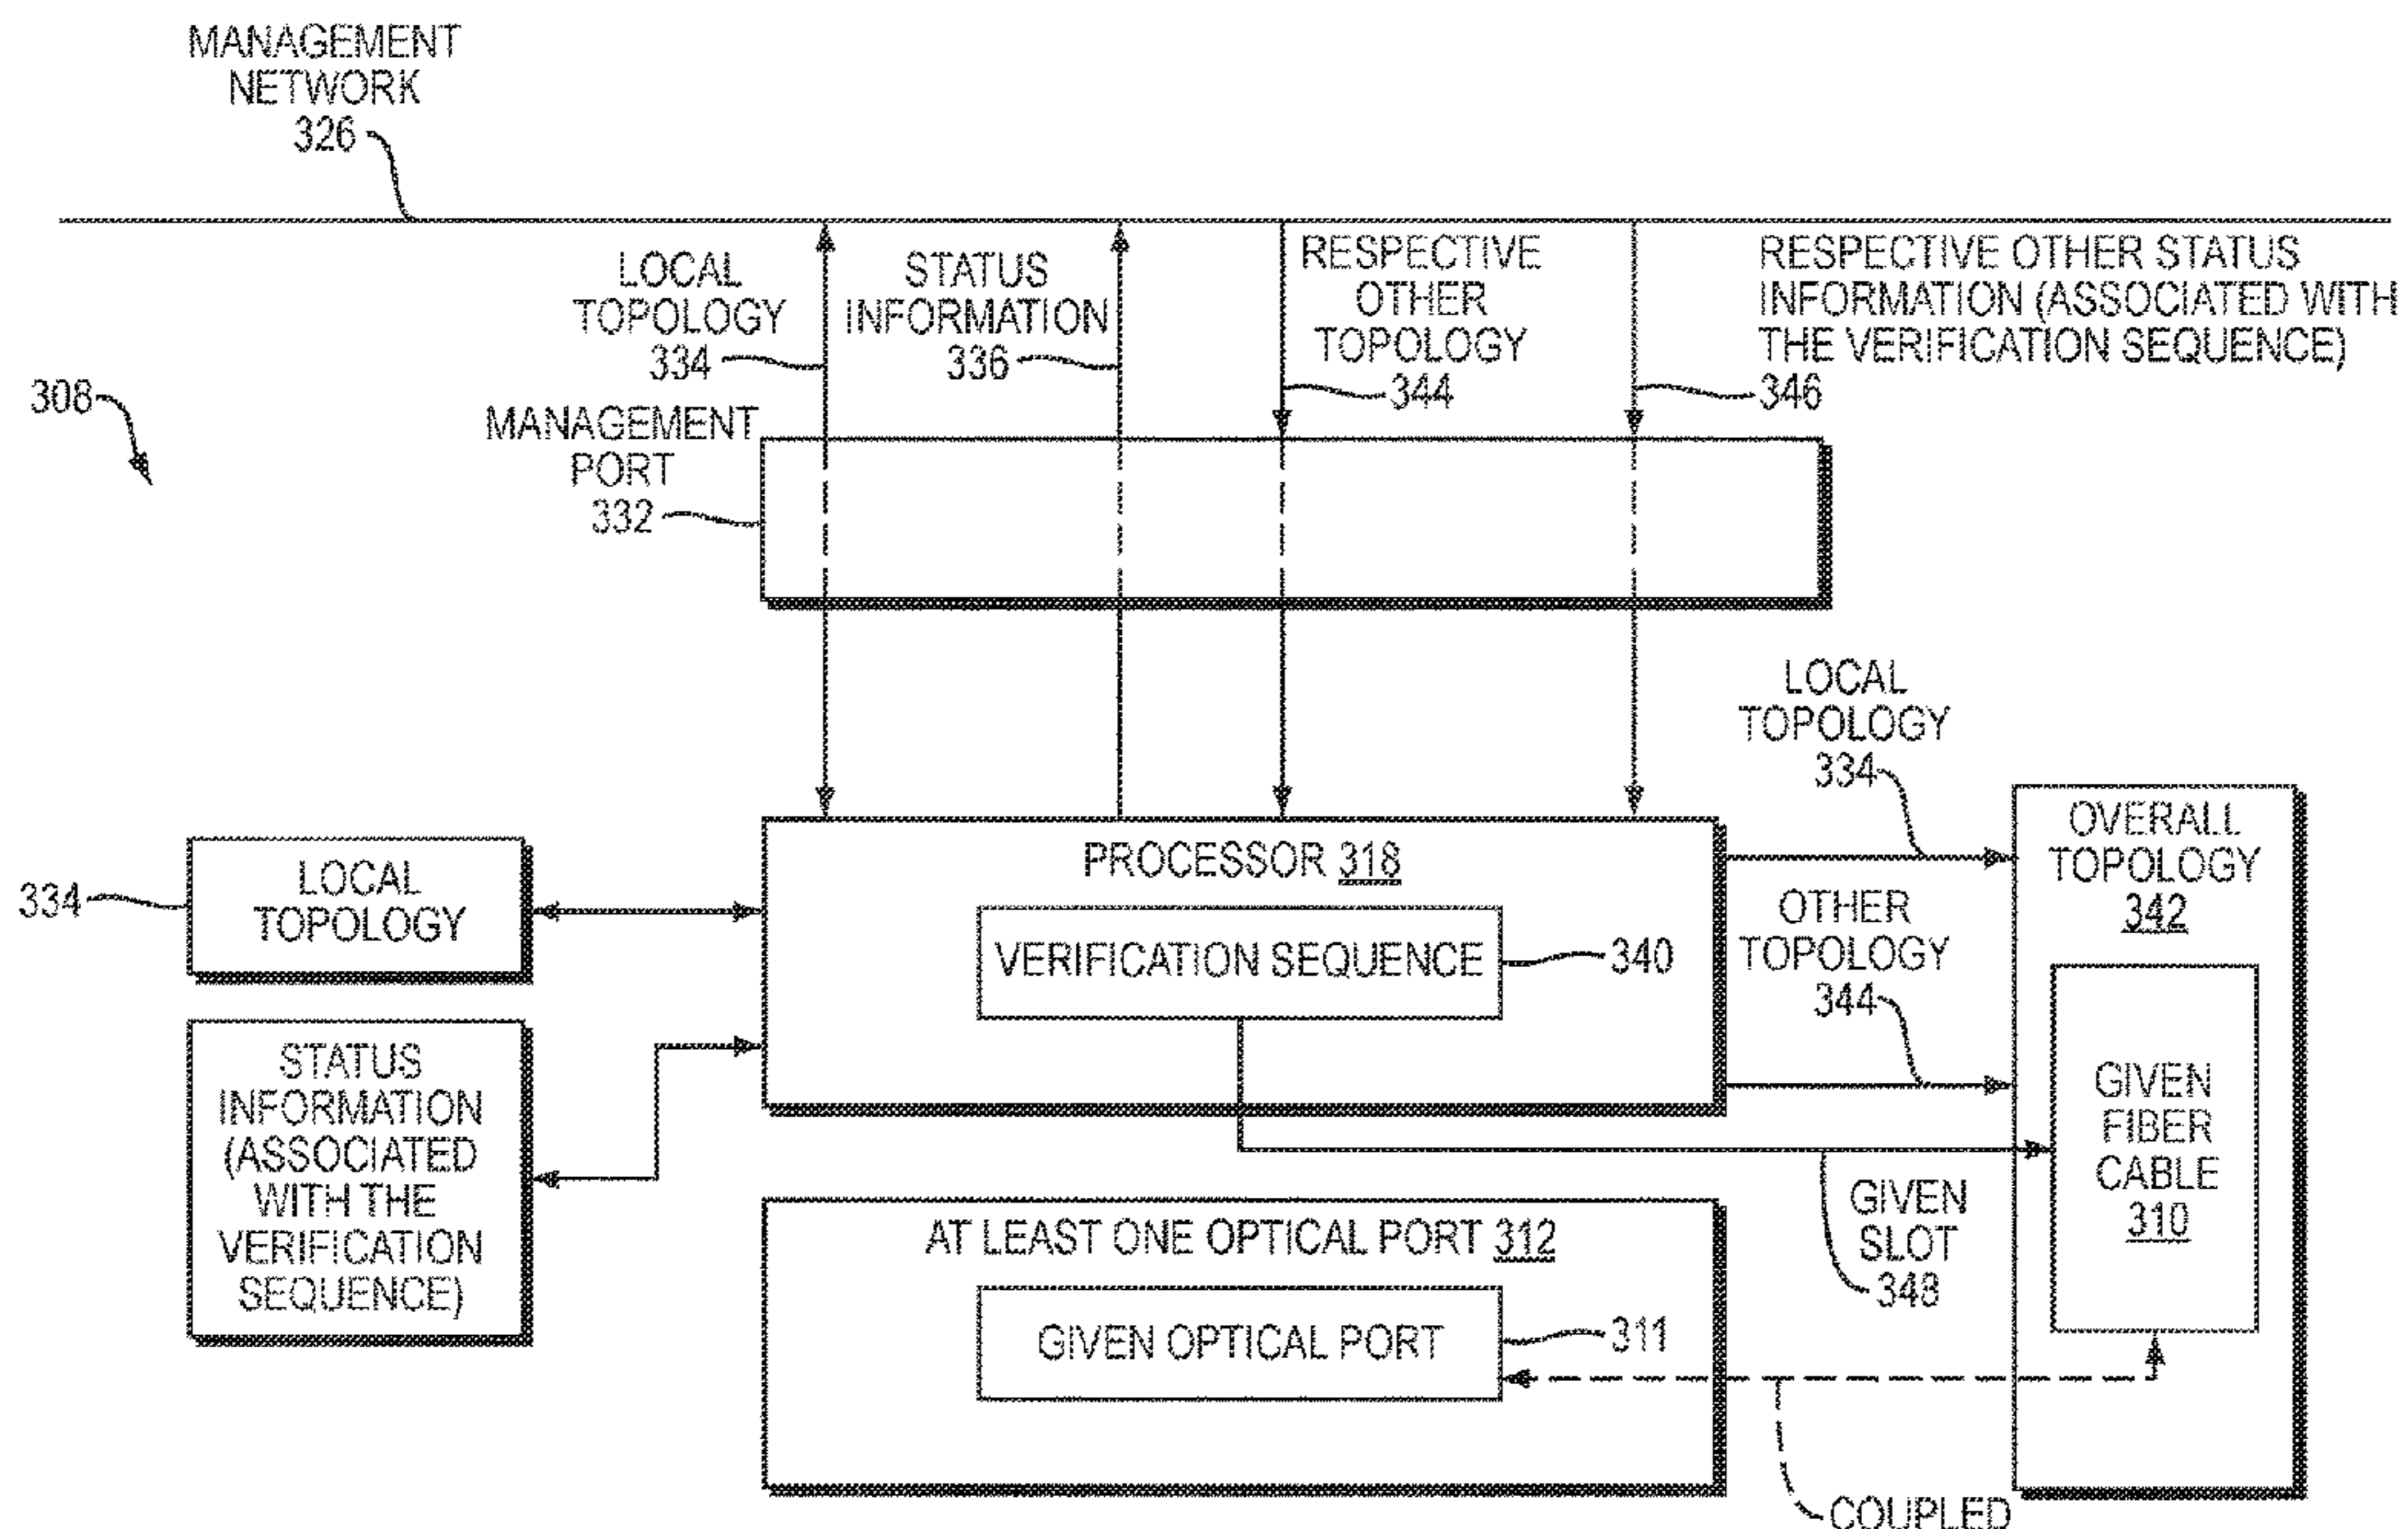 MANAGEMENT
NETWORK
326
LOCAL
TOPOLOGY
334
STATUS
INFORMATION
336
RESPECTIVE
OTHER
TOPOLOGY
344
RESPECTIVE OTHER STATUS
INFORMATION (ASSOCIATED WITH
THE VERIFICATION SEQUENCE)
346
308
MANAGEMENT
PORT
332
LOCAL
TOPOLOGY
334
OTHER
TOPOLOGY
344
OVERALL
TOPOLOGY
342
334
LOCAL
TOPOLOGY
PROCESSOR 318
VERIFICATION SEQUENCE
340
STATUS
INFORMATION
(ASSOCIATED
WITH THE
VERIFICATION
SEQUENCE)
GIVEN
FIBER
CABLE
310
GIVEN
SLOT
348
AT LEAST ONE OPTICAL PORT 312
GIVEN OPTICAL PORT
311
COUPLED